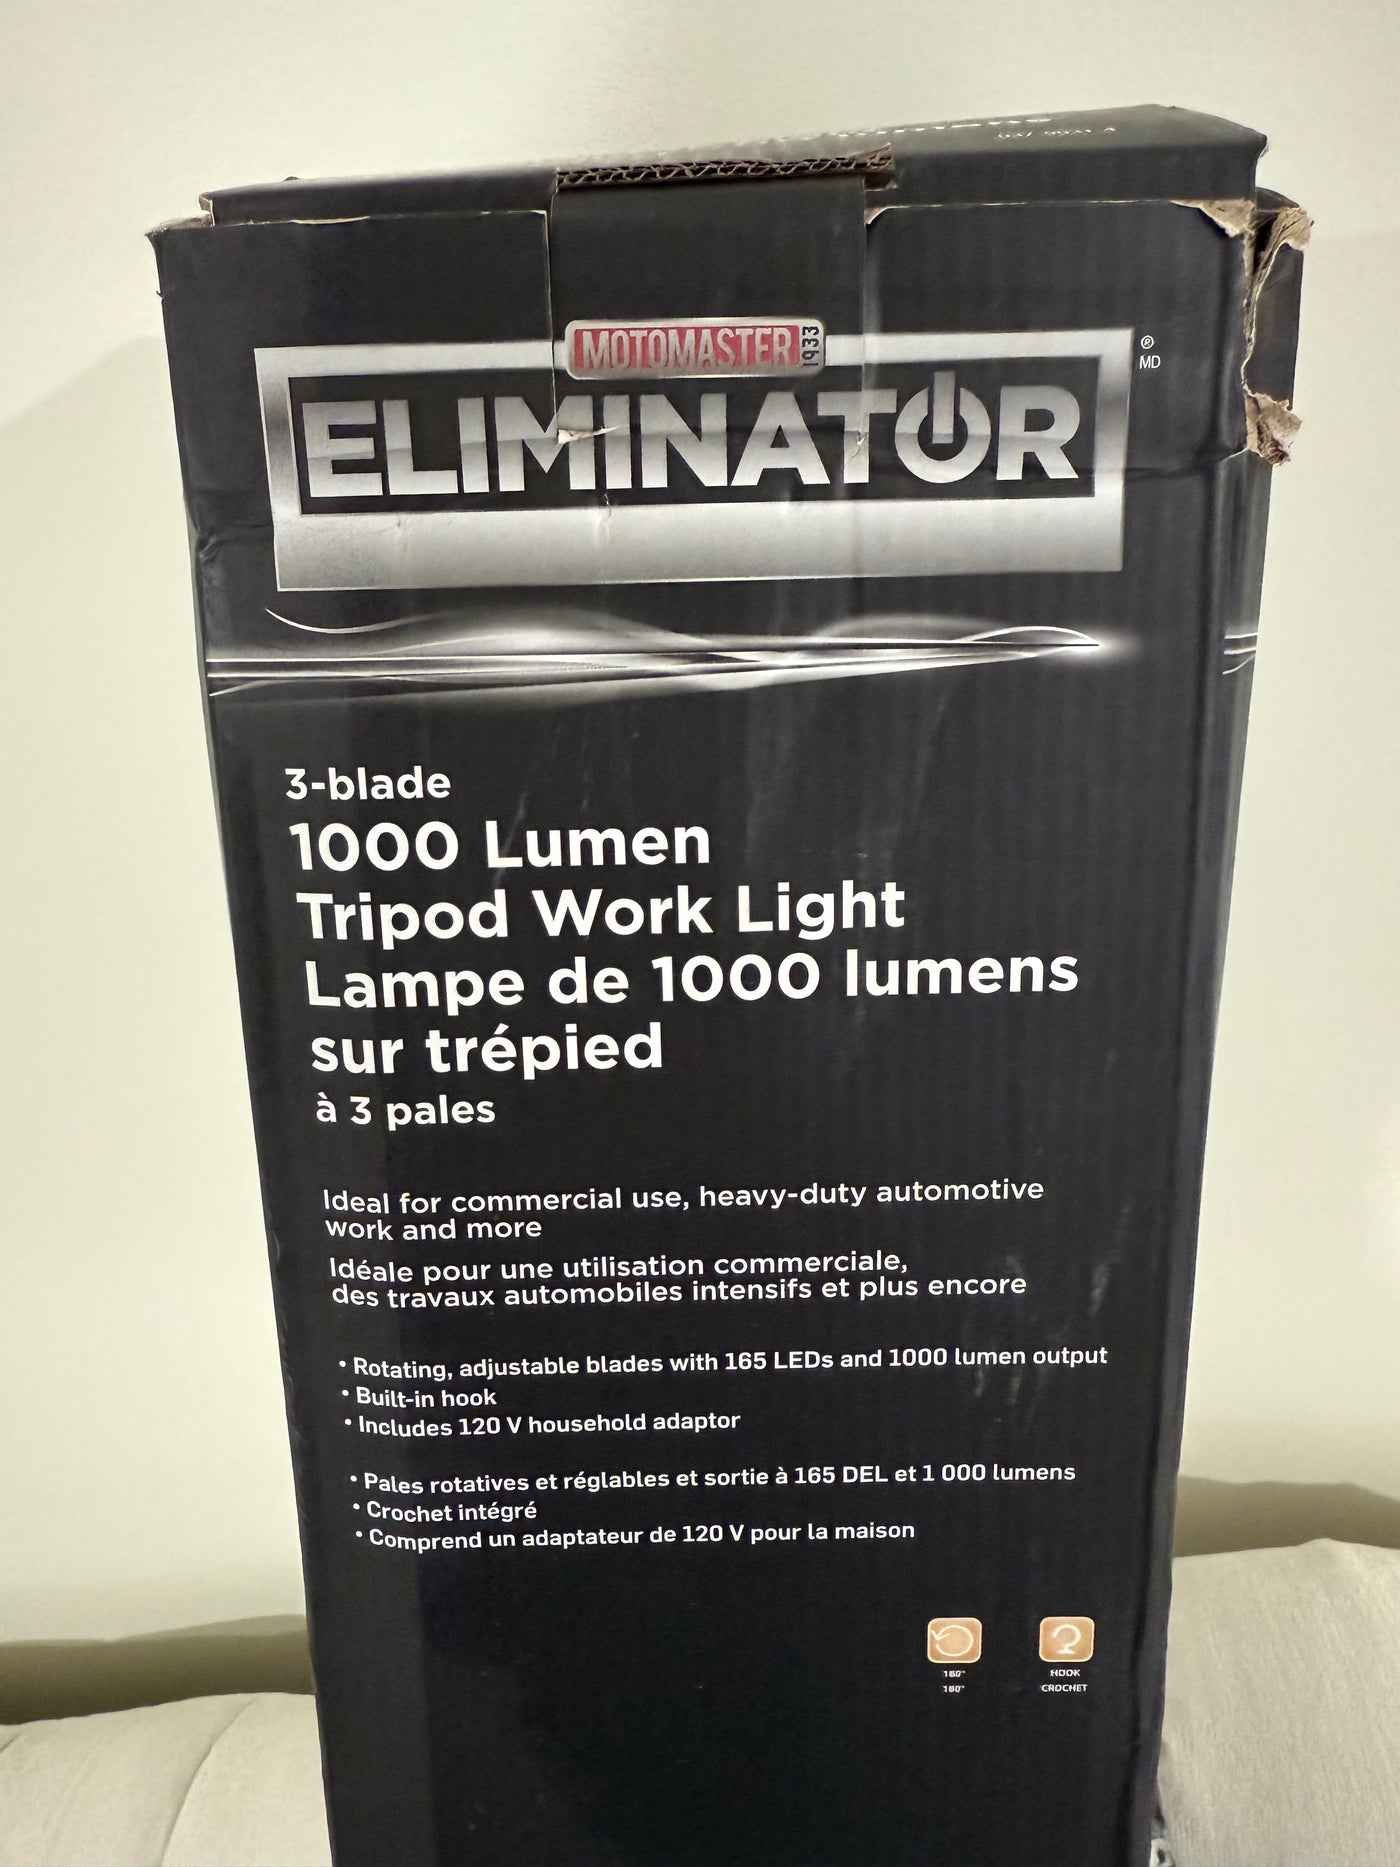 MOTOMASTER 1933
ELIMINATOR
®
MD
3-blade
1000 Lumen
Tripod Work Light
Lampe de 1000 lumens
sur trépied
à 3 pales
Ideal for commercial use, heavy-duty automotive
work and more
Idéale pour une utilisation commerciale,
des travaux automobiles intensifs et plus encore
• Rotating, adjustable blades with 165 LEDs and 1000 lumen output
• Built-in hook
• Includes 120 V household adaptor
• Pales rotatives et réglables et sortie à 165 DEL et 1 000 lumens
• Crochet intégré
• Comprend un adaptateur de 120 V pour la maison
180°
180°
HOOK
CROCHET